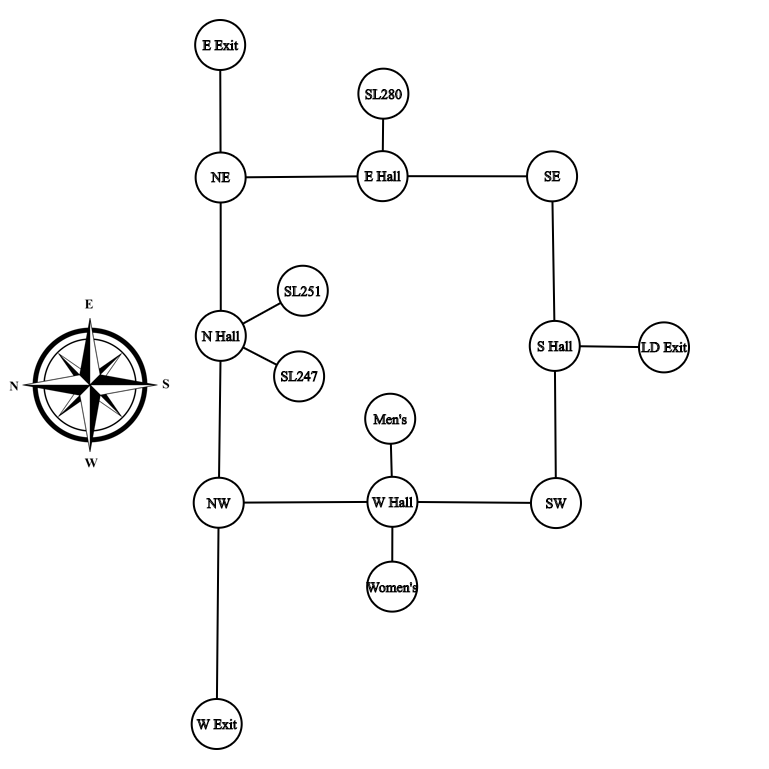 E Exit
SL280
NE
E Hall
SE
SL251
E
N Hall
S Hall
LD Exit
SL247
N
S
Men's
W
NW
W Hall
SW
Women's
W Exit